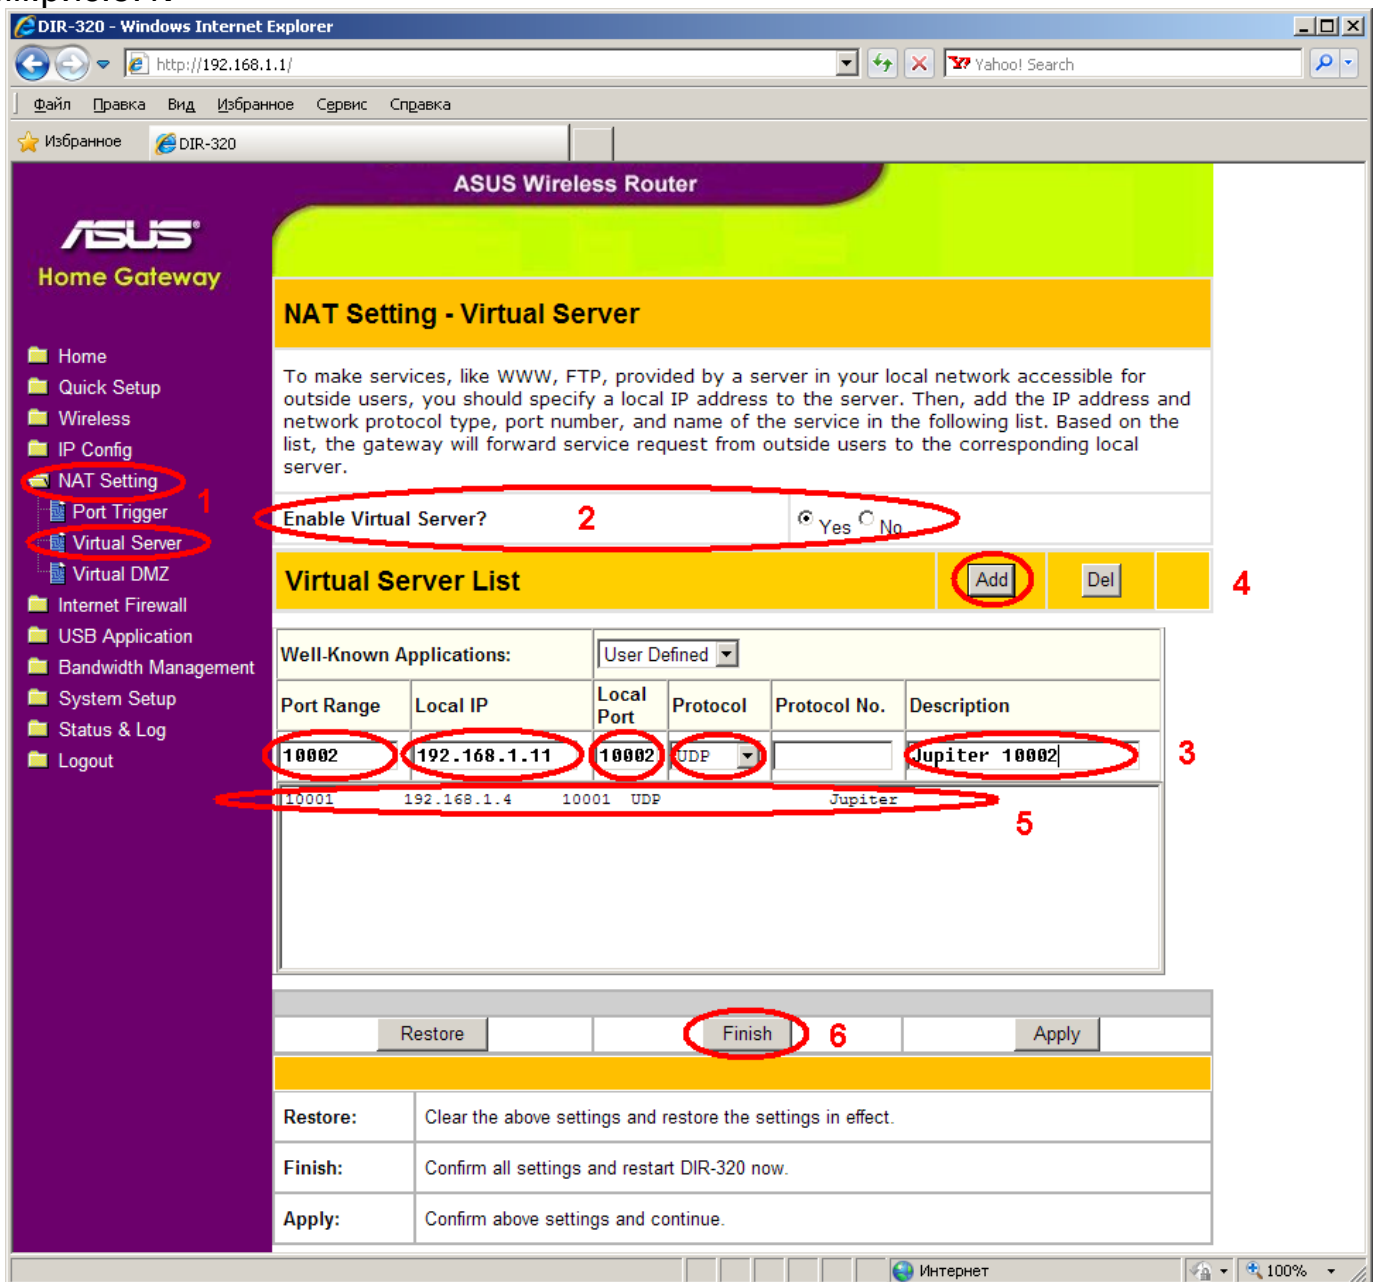 DIR-320 - Windows Internet Explorer
http://192.168.1.1/
Yahoo! Search
Файл Правка Вид Избранное Сервис Справка
Избранное DIR-320
ASUS Wireless Router
ASUS
Home Gateway
NAT Setting - Virtual Server
Home
Quick Setup
Wireless
IP Config
NAT Setting
1
Port Trigger
Virtual Server
Virtual DMZ
Internet Firewall
USB Application
Bandwidth Management
System Setup
Status & Log
Logout
To make services, like WWW, FTP, provided by a server in your local network accessible for
outside users, you should specify a local IP address to the server. Then, add the IP address and
network protocol type, port number, and name of the service in the following list. Based on the
list, the gateway will forward service request from outside users to the corresponding local
server.
Enable Virtual Server? 2 Yes No
Virtual Server List Add Del 4
Well-Known Applications: User Defined
Port Range Local IP Local Port Protocol Protocol No. Description
10002 192.168.1.11 10002 UDP Jupiter 10002 3
10001 192.168.1.4 10001 UDP Jupiter
5
Restore Finish 6 Apply
Restore: Clear the above settings and restore the settings in effect.
Finish: Confirm all settings and restart DIR-320 now.
Apply: Confirm above settings and continue.
Интернет 100%